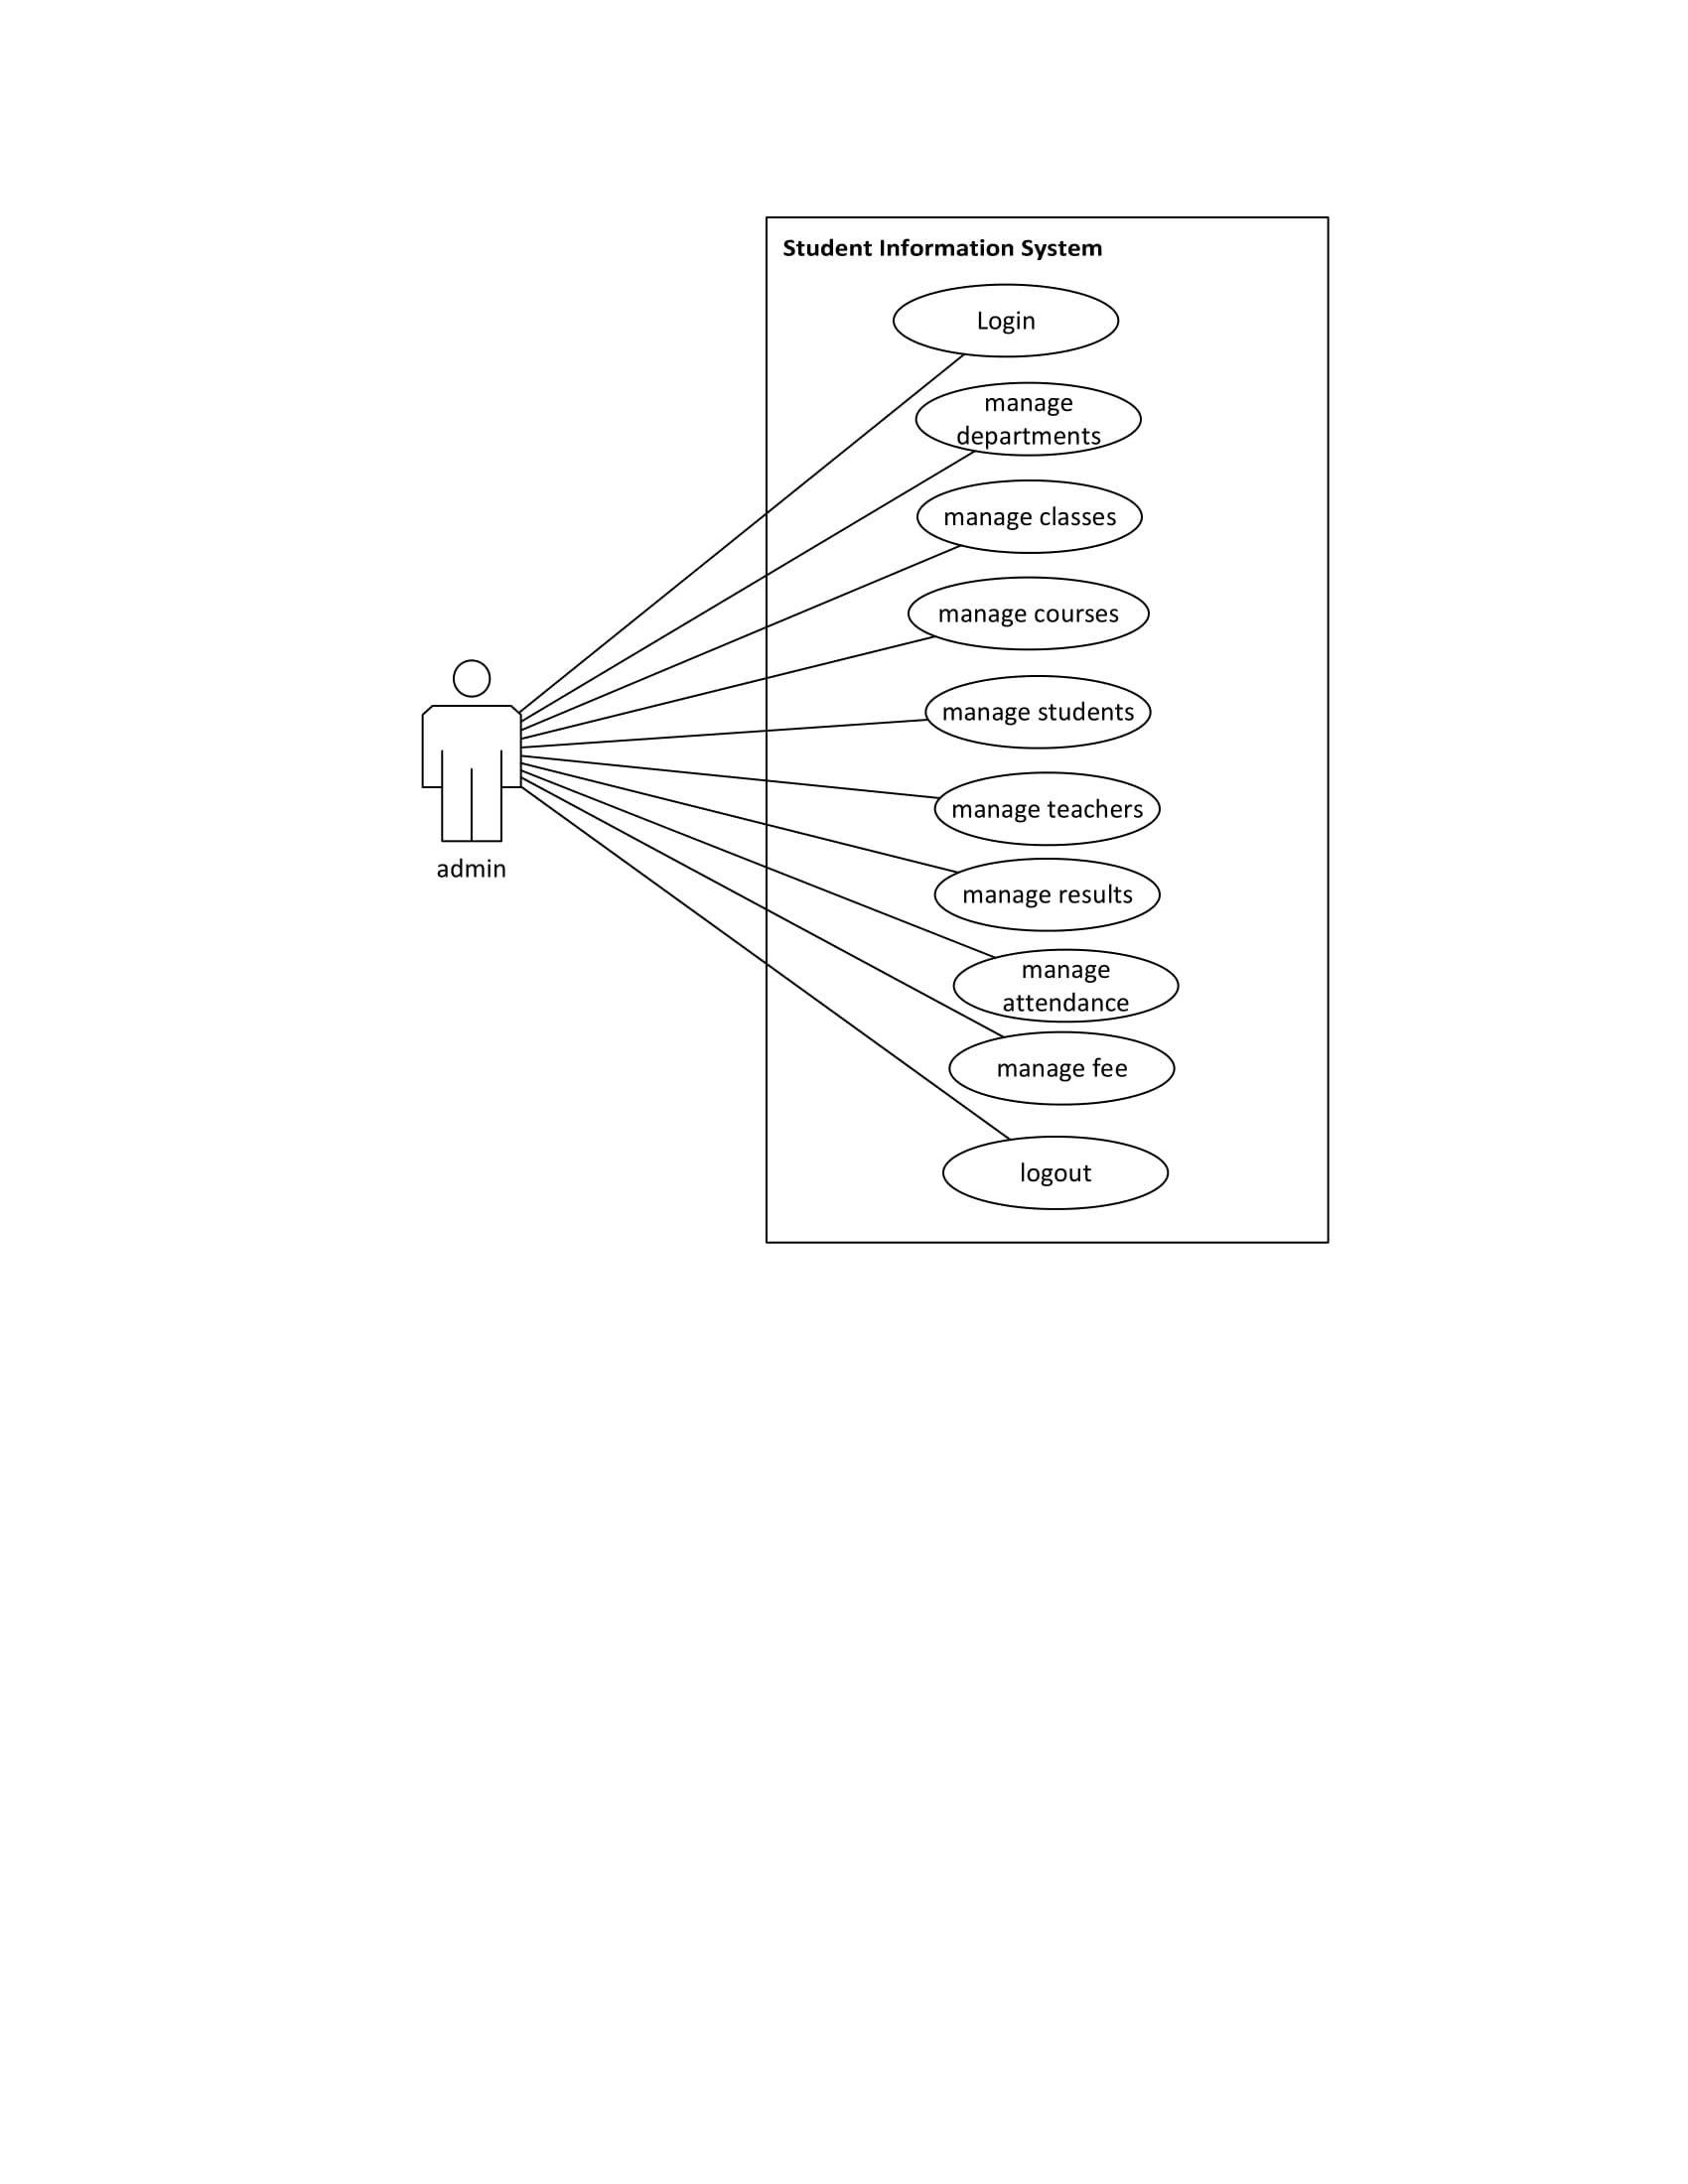 Student Information System
Login
manage
departments
manage classes
manage courses
manage students
manage teachers
admin
manage results
manage
attendance
manage fee
logout